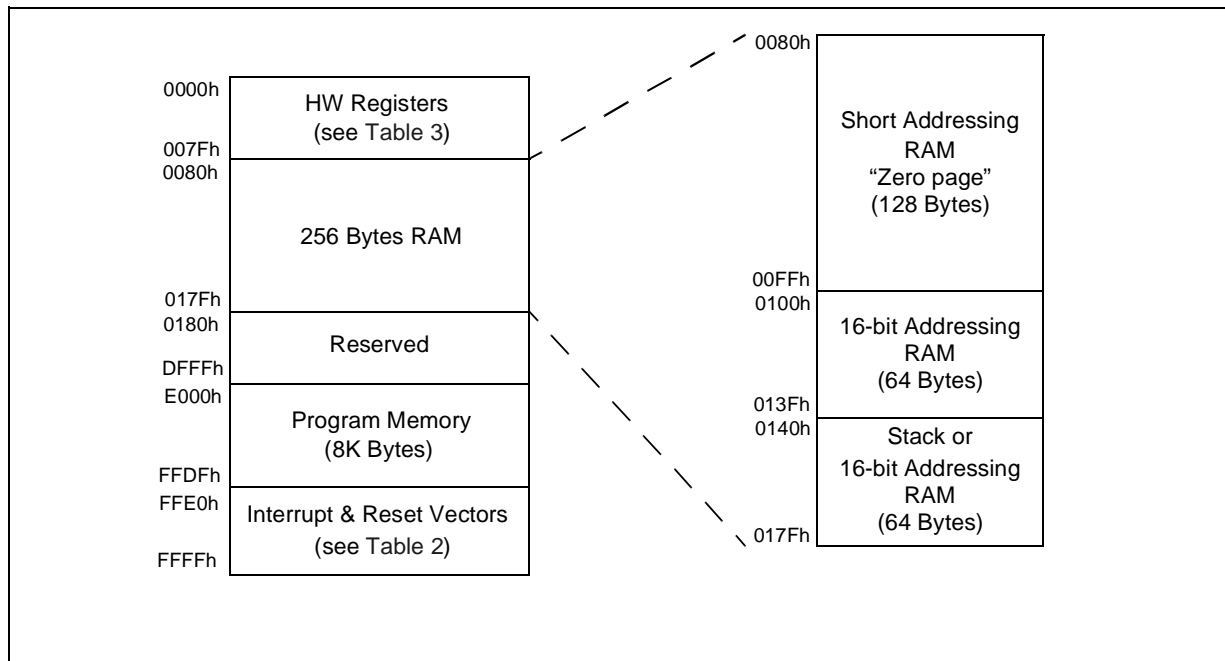 0000h
HW Registers
(see Table 3)
007Fh
0080h
256 Bytes RAM
017Fh
0180h
Reserved
DFFFh
E000h
Program Memory
(8K Bytes)
FFDFh
FFE0h
Interrupt & Reset Vectors
(see Table 2)
FFFFh
0080h
Short Addressing
RAM
“Zero page”
(128 Bytes)
00FFh
0100h
16-bit Addressing
RAM
(64 Bytes)
013Fh
0140h
Stack or
16-bit Addressing
RAM
(64 Bytes)
017Fh